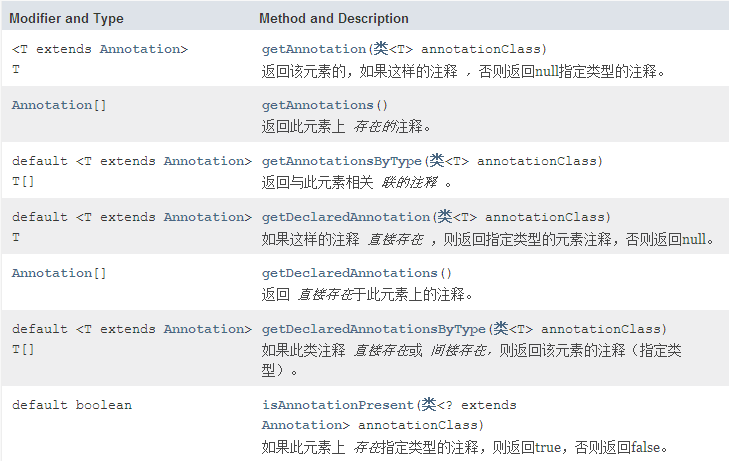 Modifier and Type Method and Description
<T extends Annotation> getAnnotation(类<T> annotationClass)
T 返回该元素的，如果这样的注释 ，否则返回null指定类型的注释。
Annotation[] getAnnotations()
返回此元素上 存在的注释。
default <T extends Annotation> getAnnotationsByType(类<T> annotationClass)
T[] 返回与此元素相关 联的注释 。
default <T extends Annotation> getDeclaredAnnotation(类<T> annotationClass)
T 如果这样的注释 直接存在 ，则返回指定类型的元素注释，否则返回null。
Annotation[] getDeclaredAnnotations()
返回 直接存在于此元素上的注释。
default <T extends Annotation> getDeclaredAnnotationsByType(类<T> annotationClass)
T[] 如果此类注释 直接存在或 间接存在，则返回该元素的注释（指定类
型）。
default boolean isAnnotationPresent(类<? extends
Annotation> annotationClass)
如果此元素上 存在指定类型的注释，则返回true，否则返回false。